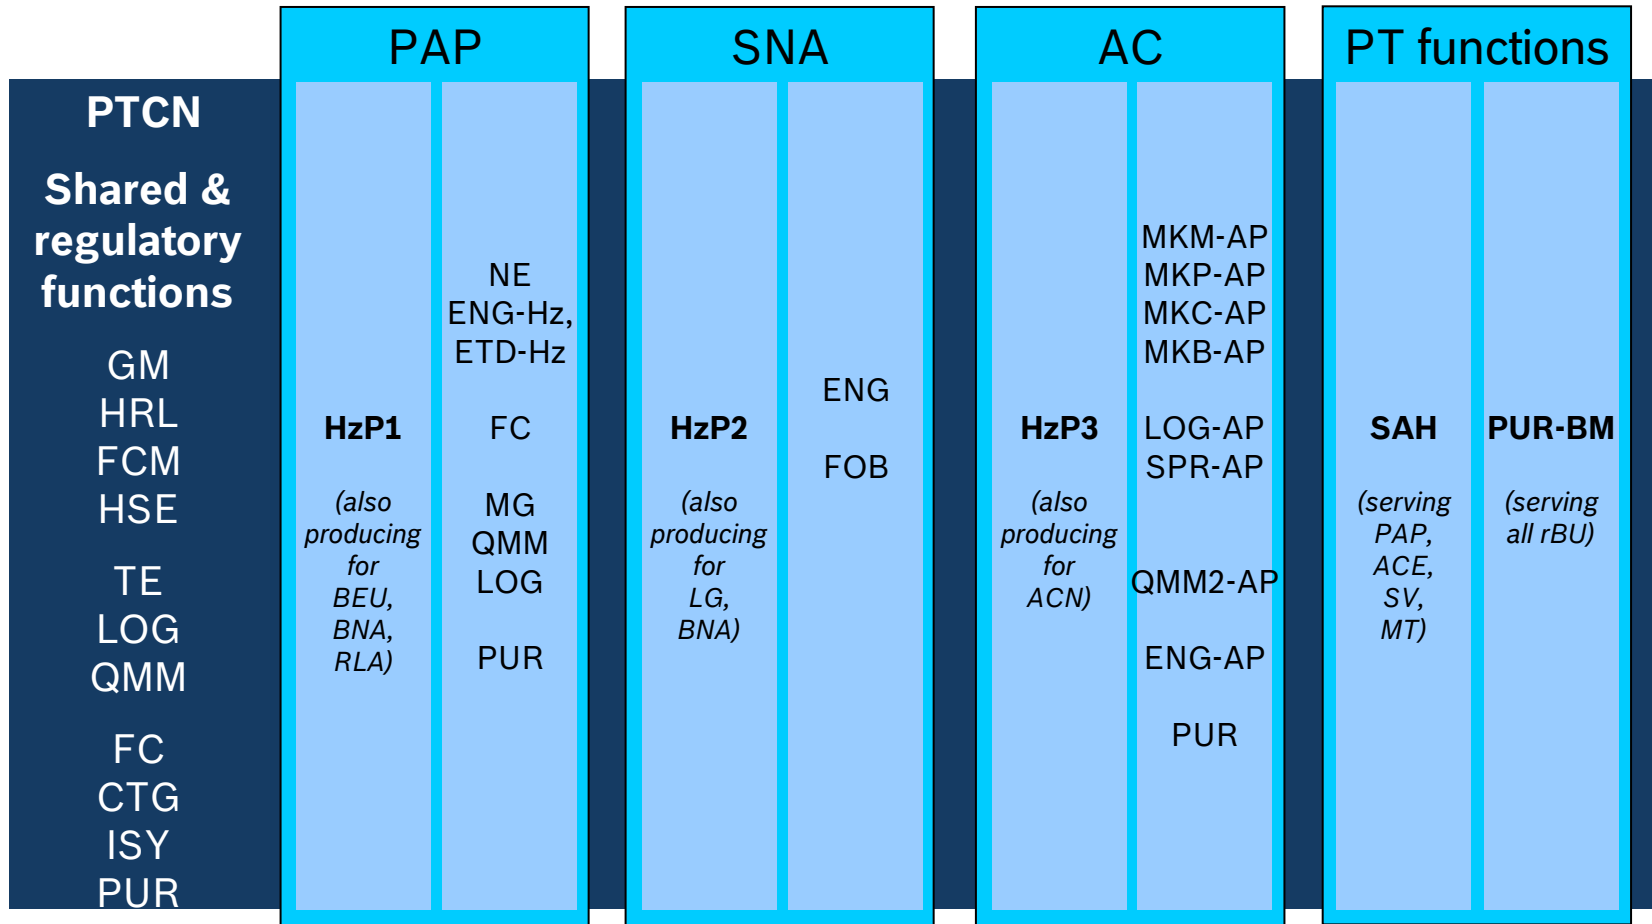 PTCN
Shared &
regulatory
functions
GM
HRL
FCM
HSE
TE
LOG
QMM
FC
CTG
ISY
PUR
PAP
HzP1
(also
producing
for
BEU,
BNA,
RLA)
NE
ENG-Hz,
ETD-Hz
FC
MG
QMM
LOG
PUR
SNA
HzP2
(also
producing
for
LG,
BNA)
ENG
FOB
AC
HzP3
(also
producing
for
ACN)
MKM-AP
MKP-AP
MKC-AP
MKB-AP
LOG-AP
SPR-AP
QMM2-AP
ENG-AP
PUR
PT functions
SAH
(serving
PAP,
ACE,
SV,
MT)
PUR-BM
(serving
all rBU)